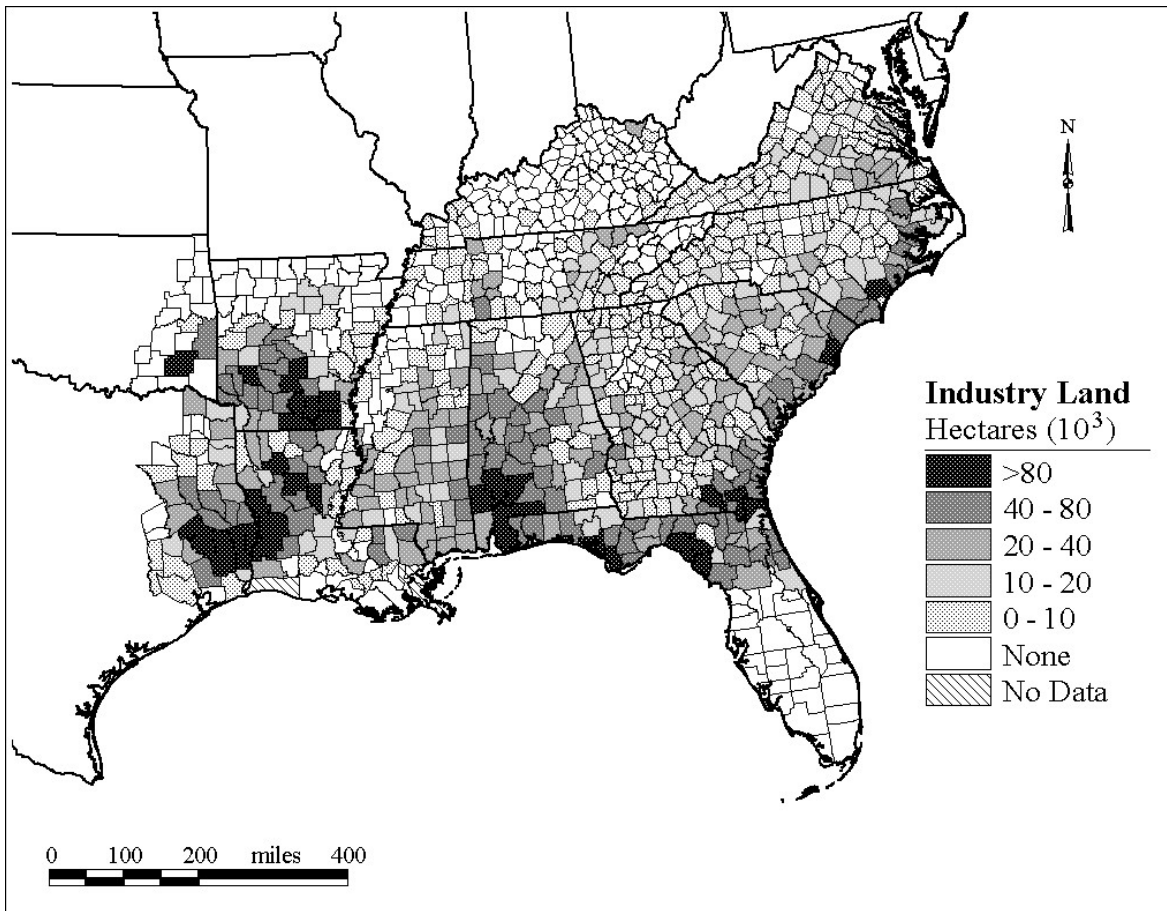 N
Industry Land
Hectares (10³)
>80
40 - 80
20 - 40
10 - 20
0 - 10
None
No Data
0 100 200 miles 400